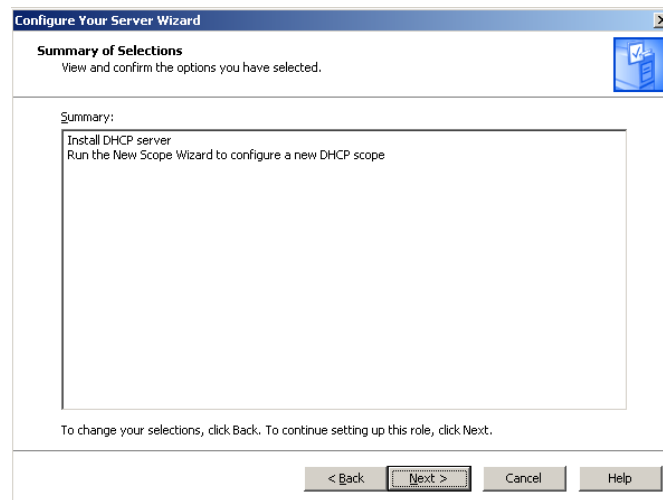 Configure Your Server Wizard
Summary of Selections
View and confirm the options you have selected.
Summary:
Install DHCP server
Run the New Scope Wizard to configure a new DHCP scope
To change your selections, click Back. To continue setting up this role, click Next.
< Back
Next >
Cancel
Help